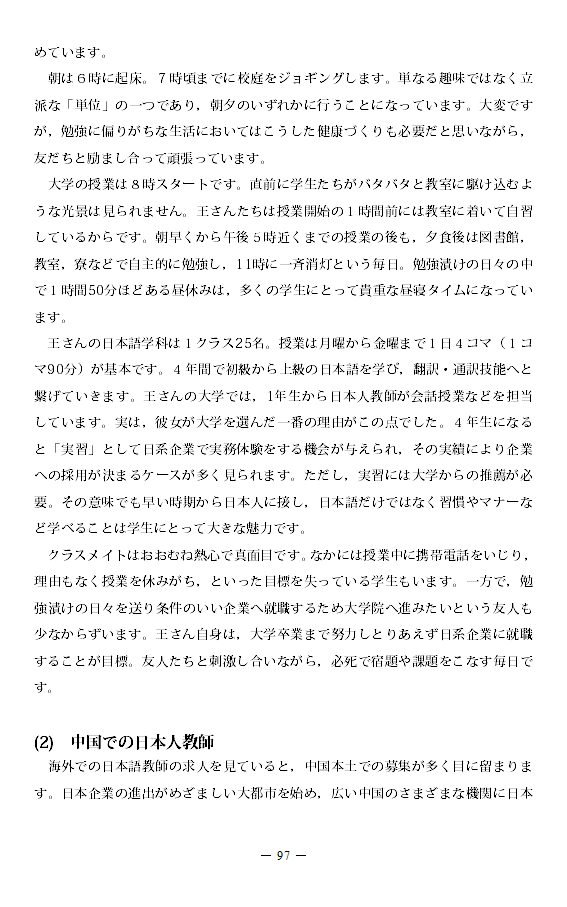 めています。
　朝は６時に起床。７時頃までに校庭をジョギングします。単なる趣味ではなく立
派な「単位」の一つであり，朝夕のいずれかに行うことになっています。大変です
が，勉強に偏りがちな生活においてはこうした健康づくりも必要だと思いながら，
友だちと励まし合って頑張っています。
　大学の授業は８時スタートです。直前に学生たちがバタバタと教室に駆け込むよ
うな光景は見られません。王さんたちは授業開始の１時間前には教室に着いて自習
しているからです。朝早くから午後５時近くまでの授業の後も，夕食後は図書館，
教室，寮などで自主的に勉強し，11時に一斉消灯という毎日。勉強漬けの日々の中
で１時間50分ほどある昼休みは，多くの学生にとって貴重な昼寝タイムになってい
ます。
　王さんの日本語学科は１クラス25名。授業は月曜から金曜まで１日４コマ（１コ
マ90分）が基本です。４年間で初級から上級の日本語を学び，翻訳・通訳技能へと
繋げていきます。王さんの大学では，1年生から日本人教師が会話授業などを担当
しています。実は，彼女が大学を選んだ一番の理由がこの点でした。４年生になる
と「実習」として日系企業で実務体験をする機会が与えられ，その実績により企業
への採用が決まるケースが多く見られます。ただし，実習には大学からの推薦が必
要。その意味でも早い時期から日本人に接し，日本語だけではなく習慣やマナーな
ど学べることは学生にとって大きな魅力です。
　クラスメイトはおおむね熱心で真面目です。なかには授業中に携帯電話をいじり，
理由もなく授業を休みがち，といった目標を失っている学生もいます。一方で，勉
強漬けの日々を送り条件のいい企業へ就職するため大学院へ進みたいという友人も
少なからずいます。王さん自身は，大学卒業まで努力しとりあえず日系企業に就職
することが目標。友人たちと刺激し合いながら，必死で宿題や課題をこなす毎日で
す。
(2)　中国での日本人教師
　海外での日本語教師の求人を見ていると，中国本土での募集が多く目に留まりま
す。日本企業の進出がめざましい大都市を始め，広い中国のさまざまな機関に日本
― 97 ―